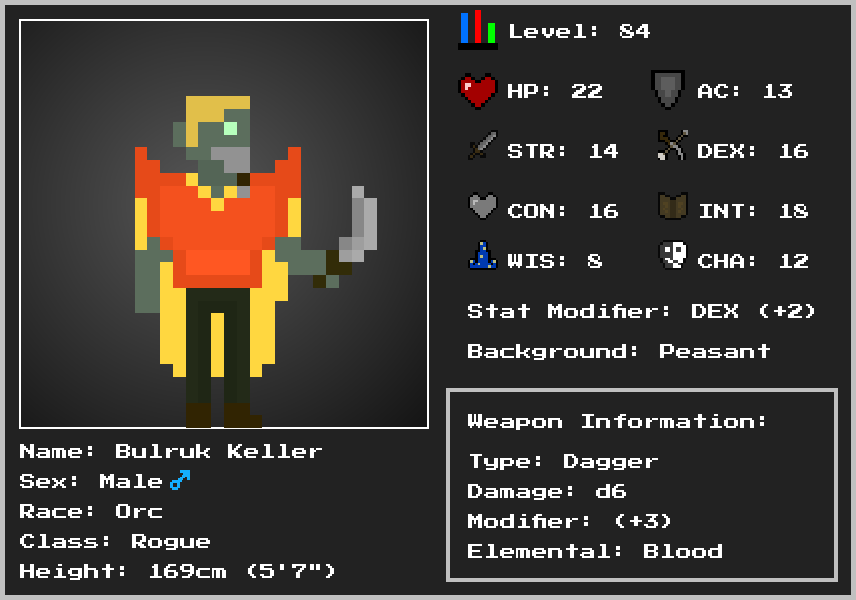 Level: 84
HP: 22 AC: 13
STR: 14 DEX: 16
CON: 16 INT: 18
WIS: 8 CHA: 12
Stat Modifier: DEX (+2)
Background: Peasant
Weapon Information:
Type: Dagger
Damage: d6
Modifier: (+3)
Elemental: Blood
Name: Bulruk Keller
Sex: Male ♂
Race: Orc
Class: Rogue
Height: 169cm (5'7")